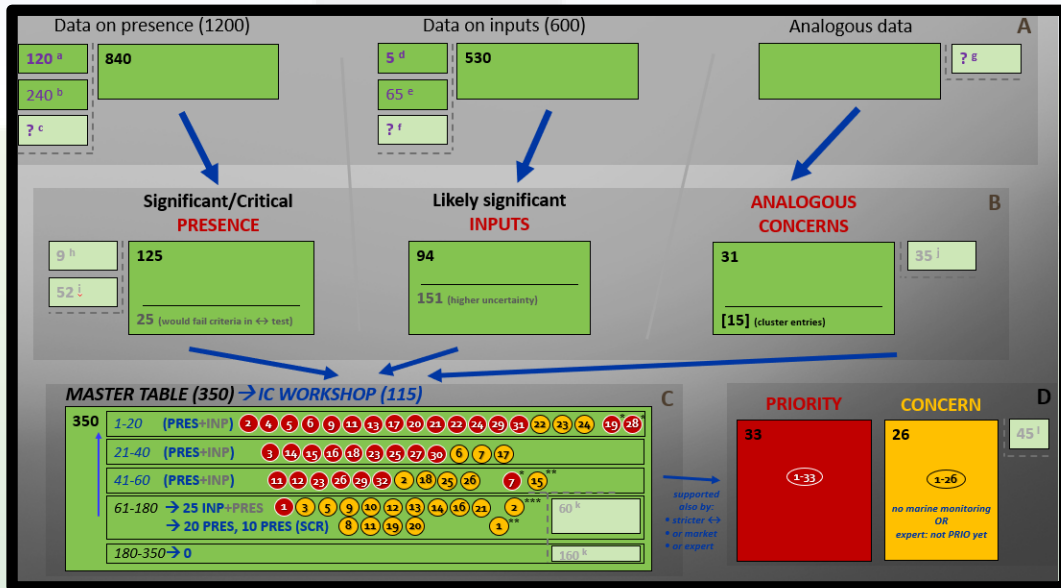 Data on presence (1200) Data on inputs (600) Analogous data A
120 a 840 5 d 530 ? g
240 b 65 e
? c ? f
Significant/Critical Likely significant ANALOGOUS B
PRESENCE INPUTS CONCERNS
9 h 125 94 31 35 j
52 i 151 (higher uncertainty)
25 (would fail criteria in ↔ test) [15] (cluster entries)
MASTER TABLE (350) → IC WORKSHOP (115) C
350 1-20 (PRES+INP) 2 4 5 6 9 11 13 17 20 21 22 24 29 31 22 23 24 19* 28*
21-40 (PRES+INP) 3 14 15 16 18 23 25 27 30 6 7 17
41-60 (PRES+INP) 11 12 23 26 29 32 2 18 25 26 7* 15**
61-180 → 25 INP+PRES 1 3 5 9 10 12 13 14 16 21 2***
→ 20 PRES, 10 PRES (SCR) 8 11 19 20 1** 60 k
180-350 → 0 160 k
supported
also by:
* stricter ↔
* or market
* or expert
D
PRIORITY CONCERN
33 26 45 l
1-33 1-26
no marine monitoring
OR
expert: not PRIO yet